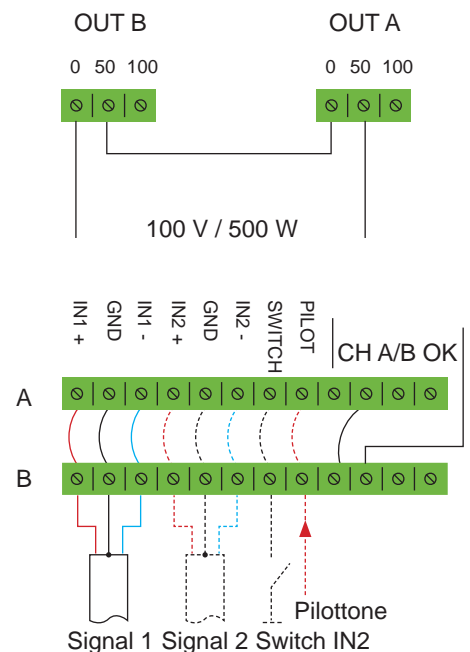 OUT B OUT A
0 50 100 0 50 100
100 V / 500 W
IN1 + GND IN1 - IN2 + GND IN2 - SWITCH PILOT CH A/B OK
A
B
Pilottone
Signal 1 Signal 2 Switch IN2